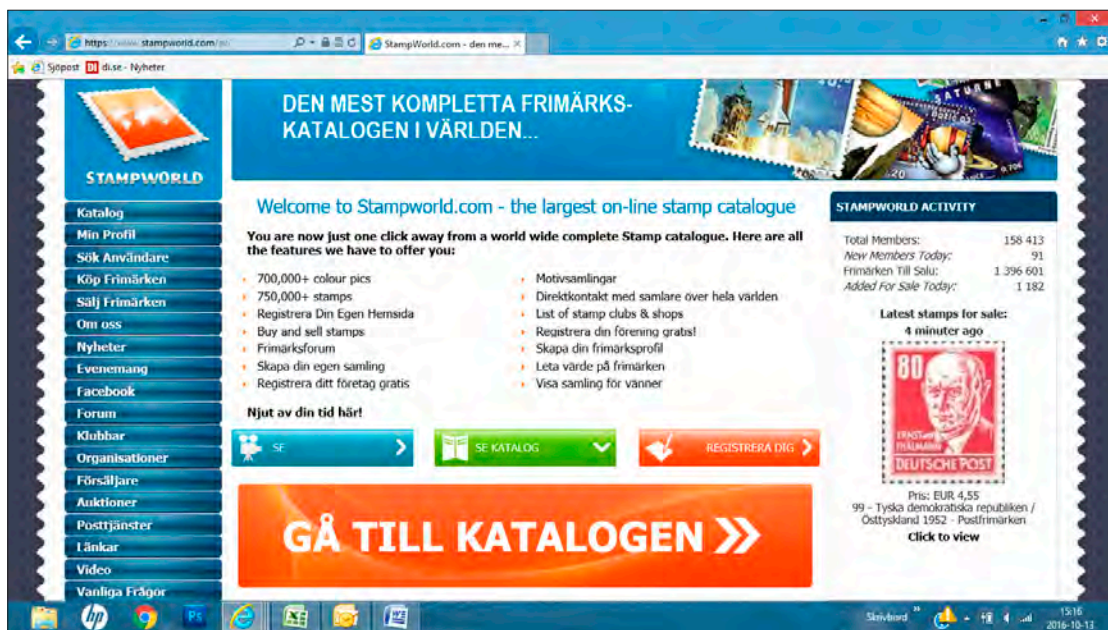 https://www.stampworld.com/
StampWorld.com - den me...
Sjöpost
DI
di.se - Nyheter
STAMPWORLD
DEN MEST KOMPLETTA FRIMÄRKS-
KATALOGEN I VÄRLDEN...
SATURNE
Katalog
Min Profil
Sök Användare
Köp Frimärken
Sälj Frimärken
Om oss
Nyheter
Evenemang
Facebook
Forum
Klubbar
Organisationer
Försäljare
Auktioner
Posttjänster
Länkar
Video
Vanliga Frågor
Welcome to Stampworld.com - the largest on-line stamp catalogue
You are now just one click away from a world wide complete Stamp catalogue. Here are all
the features we have to offer you:
700,000+ colour pics
750,000+ stamps
Registrera Din Egen Hemsida
Buy and sell stamps
Frimärksforum
Skapa din egen samling
Registrera ditt företag gratis
Motivsamlingar
Direktkontakt med samlare över hela världen
List of stamp clubs & shops
Registrera din förening gratis!
Skapa din frimärksprofil
Leta värde på frimärken
Visa samling för vänner
Njut av din tid här!
SE
SE KATALOG
REGISTRERA DIG
GÅ TILL KATALOGEN
STAMPWORLD ACTIVITY
Total Members: 158 413
New Members Today: 91
Frimärken Till Salu: 1 396 601
Added For Sale Today: 1 182
Latest stamps for sale:
4 minuter ago
80
ERNST
THÄLMANN
DEUTSCHE POST
Pris: EUR 4,55
99 - Tyska demokratiska republiken /
Östtyskland 1952 - Postfrimärken
Click to view
hp
Ps
Skrivbord
15:16
2016-10-13